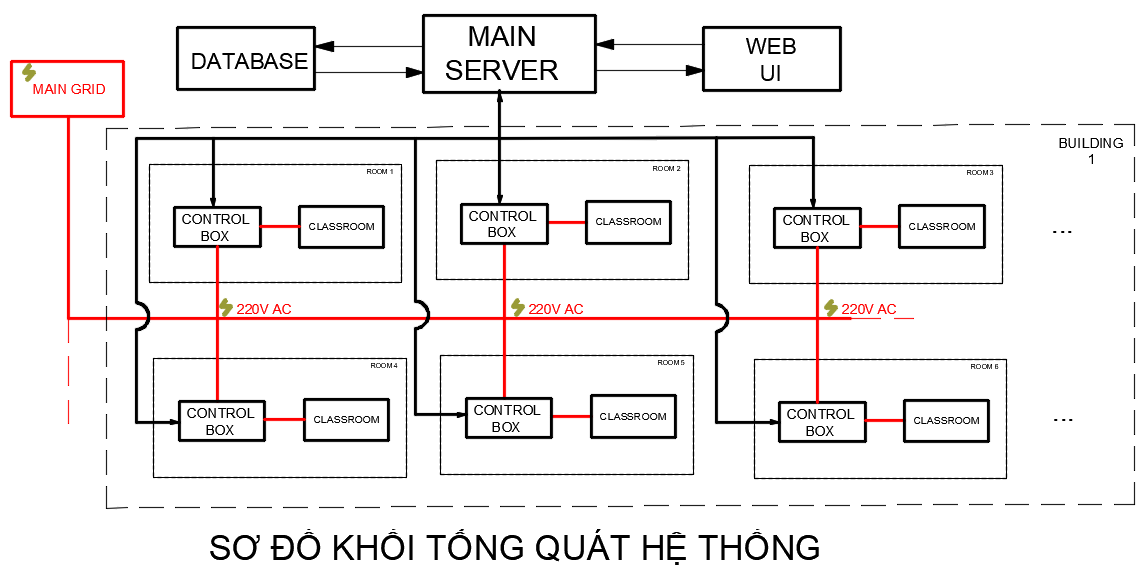 DATABASE
MAIN
SERVER
WEB
UI
MAIN GRID
BUILDING
1
ROOM 1
CONTROL
BOX
CLASSROOM
ROOM 2
CONTROL
BOX
CLASSROOM
ROOM 3
CONTROL
BOX
CLASSROOM
...
220V AC
220V AC
220V AC
ROOM 4
CONTROL
BOX
CLASSROOM
ROOM 5
CONTROL
BOX
CLASSROOM
ROOM 6
CONTROL
BOX
CLASSROOM
...
SƠ ĐỒ KHỐI TỔNG QUÁT HỆ THỐNG